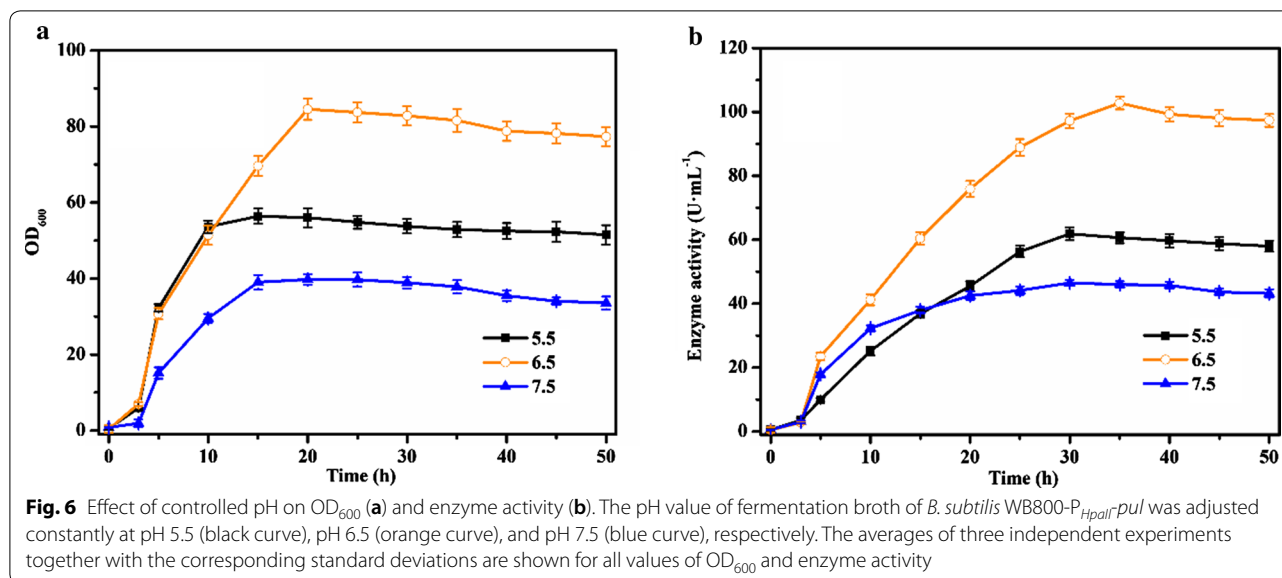 a
100
80
60
40
20
0
OD600
0 10 20 30 40 50
Time (h)
5.5
6.5
7.5
b
120
100
80
60
40
20
0
Enzyme activity (U·mL-1)
0 10 20 30 40 50
Time (h)
5.5
6.5
7.5
Fig. 6 Effect of controlled pH on OD600 (a) and enzyme activity (b). The pH value of fermentation broth of B. subtilis WB800-PHpaII-pul was adjusted
constantly at pH 5.5 (black curve), pH 6.5 (orange curve), and pH 7.5 (blue curve), respectively. The averages of three independent experiments
together with the corresponding standard deviations are shown for all values of OD600 and enzyme activity